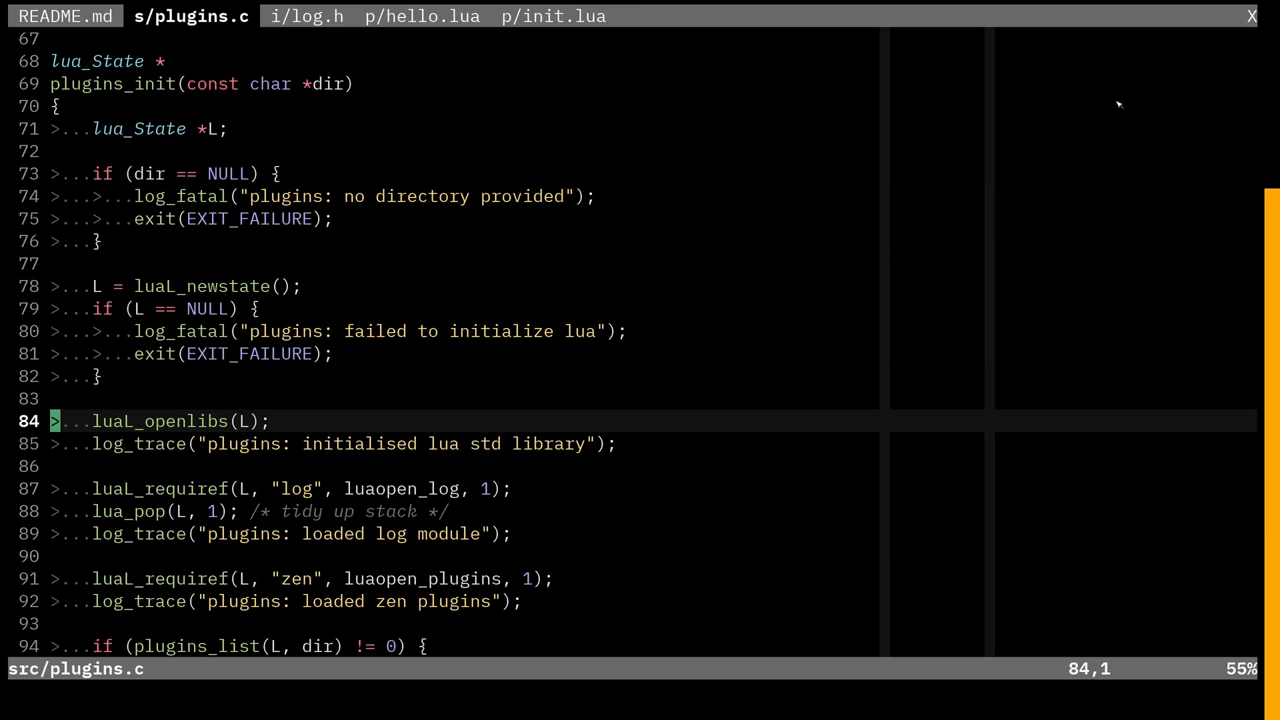 README.md s/plugins.c i/log.h p/hello.lua p/init.lua X
67
68 lua_State *
69 plugins_init(const char *dir)
70 {
71 >...lua_State *L;
72
73 >...if (dir == NULL) {
74 >...>...log_fatal("plugins: no directory provided");
75 >...>...exit(EXIT_FAILURE);
76 >...}
77
78 >...L = luaL_newstate();
79 >...if (L == NULL) {
80 >...>...log_fatal("plugins: failed to initialize lua");
81 >...>...exit(EXIT_FAILURE);
82 >...}
83
84 >...luaL_openlibs(L);
85 >...log_trace("plugins: initialised lua std library");
86
87 >...luaL_requiref(L, "log", luaopen_log, 1);
88 >...lua_pop(L, 1); /* tidy up stack */
89 >...log_trace("plugins: loaded log module");
90
91 >...luaL_requiref(L, "zen", luaopen_plugins, 1);
92 >...log_trace("plugins: loaded zen plugins");
93
94 >...if (plugins_list(L, dir) != 0) {
src/plugins.c 84,1 55%